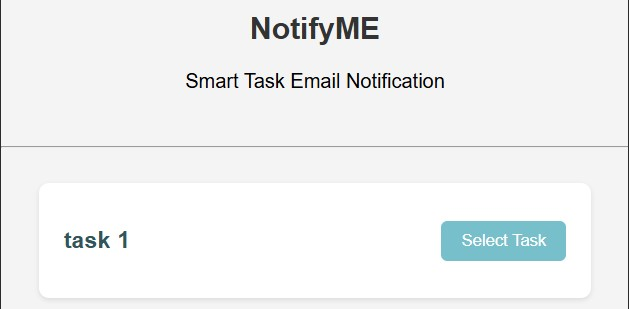 NotifyME
Smart Task Email Notification
task 1
Select Task